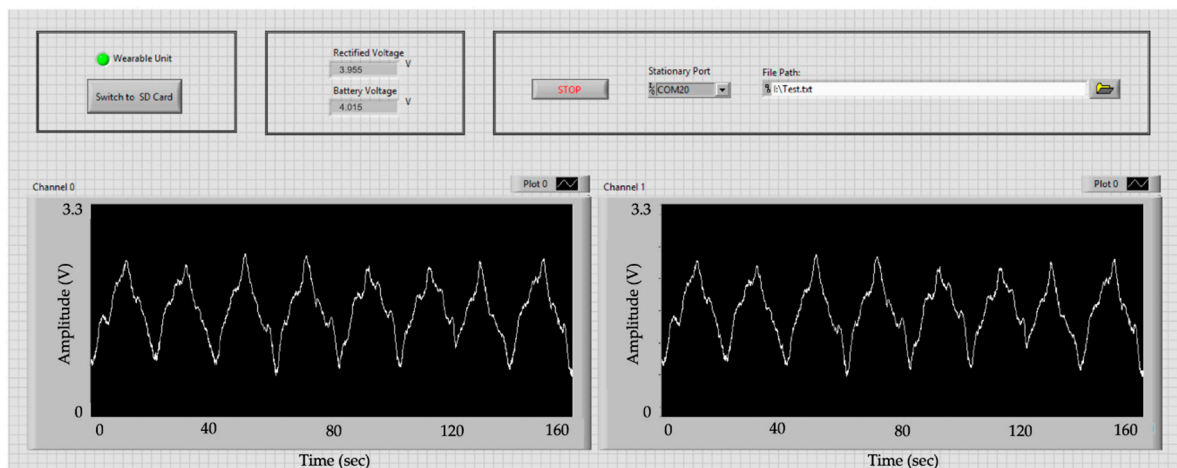 Wearable Unit
Switch to SD Card
Rectified Voltage
3.955 V
Battery Voltage
4.015 V
STOP
Stationary Port
COM20
File Path:
I:\Test.txt
Channel 0
Plot 0
3.3
Amplitude (V)
0
0 40 80 120 160
Time (sec)
Channel 1
Plot 0
3.3
Amplitude (V)
0
0 40 80 120 160
Time (sec)